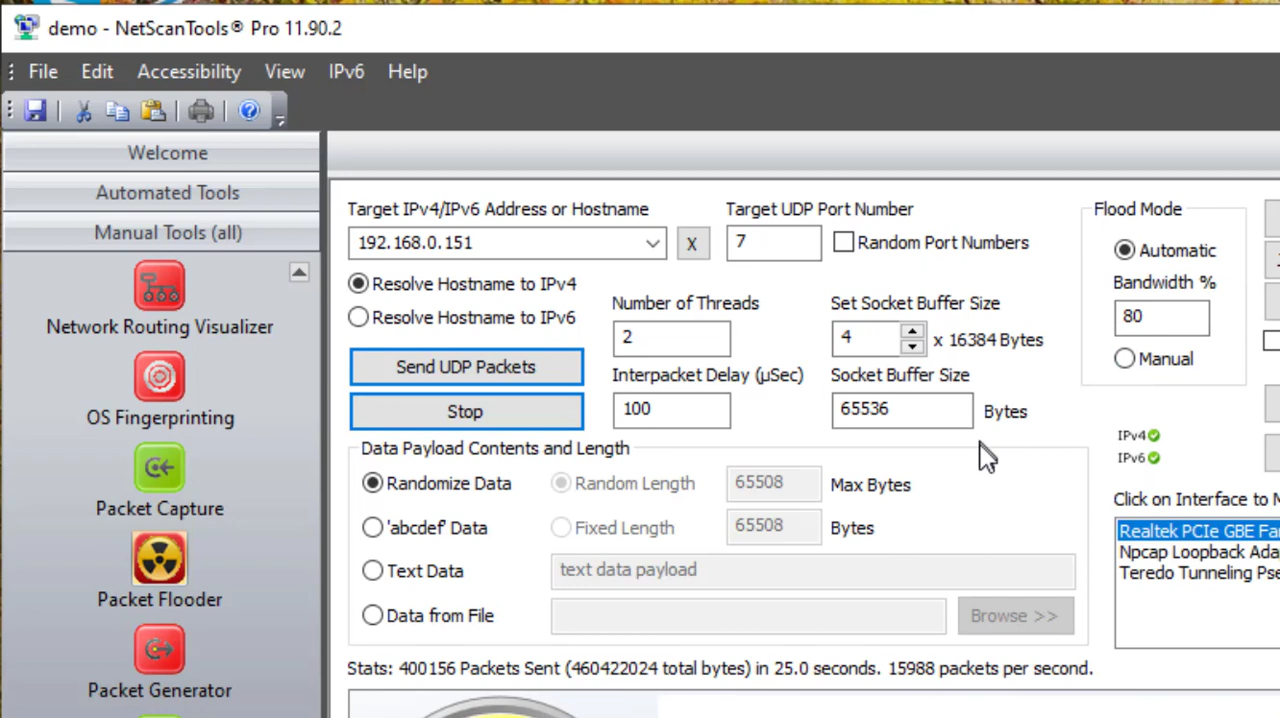 demo - NetScanTools® Pro 11.90.2
File Edit Accessibility View IPv6 Help
Welcome
Automated Tools
Manual Tools (all)
Network Routing Visualizer
OS Fingerprinting
Packet Capture
Packet Flooder
Packet Generator
Target IPv4/IPv6 Address or Hostname
192.168.0.151
X
Target UDP Port Number
7
Random Port Numbers
Resolve Hostname to IPv4
Resolve Hostname to IPv6
Send UDP Packets
Stop
Number of Threads
2
Interpacket Delay (µSec)
100
Set Socket Buffer Size
4 x 16384 Bytes
Socket Buffer Size
65536 Bytes
Flood Mode
Automatic
Bandwidth %
80
Manual
IPv4
IPv6
Data Payload Contents and Length
Randomize Data Random Length 65508 Max Bytes
'abcdef' Data Fixed Length 65508 Bytes
Text Data text data payload
Data from File Browse >>
Click on Interface to M
Realtek PCIe GBE Fa
Npcap Loopback Ada
Teredo Tunneling Pse
Stats: 400156 Packets Sent (460422024 total bytes) in 25.0 seconds. 15988 packets per second.